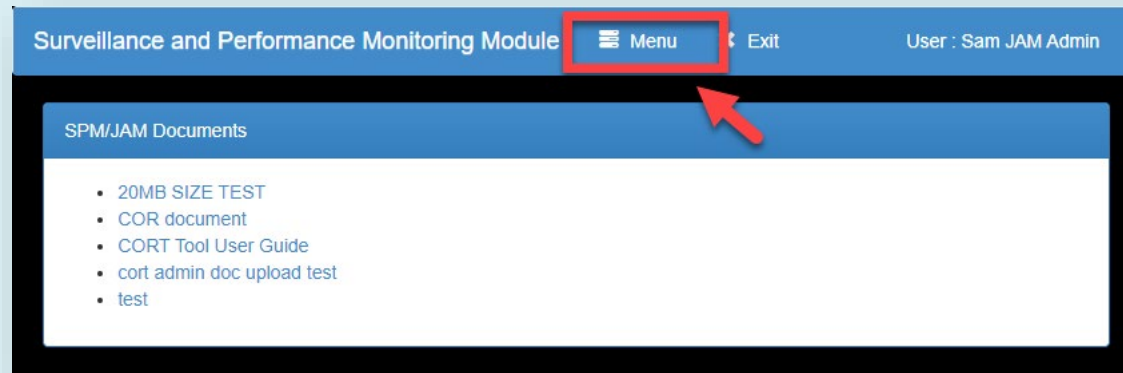 Surveillance and Performance Monitoring Module Menu Exit User : Sam JAM Admin
SPM/JAM Documents
20MB SIZE TEST
COR document
CORT Tool User Guide
cort admin doc upload test
test